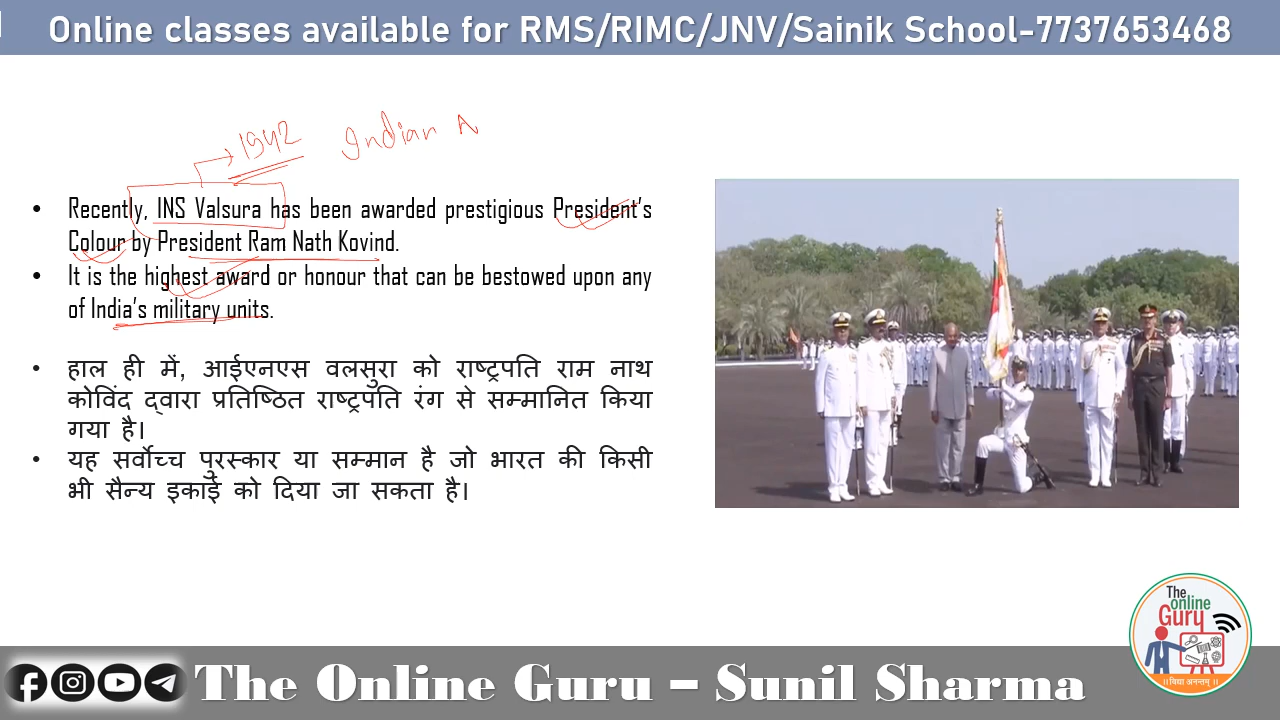 Online classes available for RMS/RIMC/JNV/Sainik School-7737653468
1942 Indian A
• Recently, INS Valsura has been awarded prestigious President's
Colour by President Ram Nath Kovind.
• It is the highest award or honour that can be bestowed upon any
of India's military units.
• हाल ही में, आईएनएस वलसुरा को राष्ट्रपति राम नाथ
कोविंद द्वारा प्रतिष्ठित राष्ट्रपति रंग से सम्मानित किया
गया है।
• यह सर्वोच्च पुरस्कार या सम्मान है जो भारत की किसी
भी सैन्य इकाई को दिया जा सकता है।
The
online
Guru
॥ विद्या अनन्तम् ॥
The Online Guru – Sunil Sharma